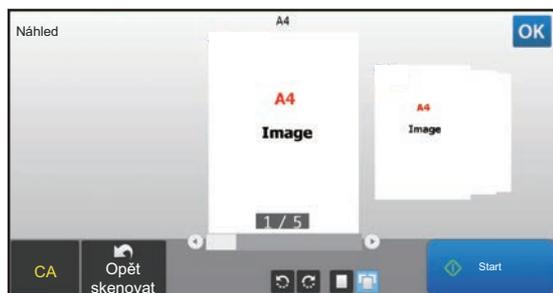 A4
Náhled
OK
A4
Image
A4
Image
1 / 5
CA
Opět
skenovat
Start